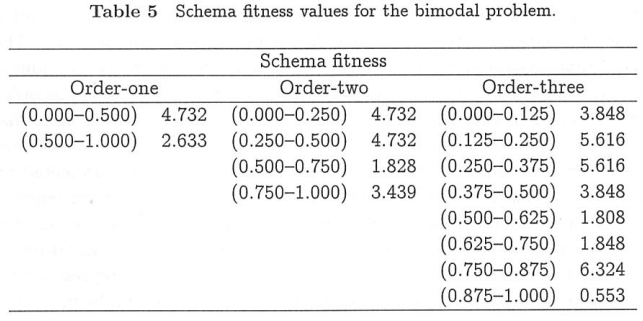 Table 5 Schema fitness values for the bimodal problem.
Schema fitness
Order-one Order-two Order-three
(0.000–0.500) 4.732 (0.000–0.250) 4.732 (0.000–0.125) 3.848
(0.500–1.000) 2.633 (0.250–0.500) 4.732 (0.125–0.250) 5.616
(0.500–0.750) 1.828 (0.250–0.375) 5.616
(0.750–1.000) 3.439 (0.375–0.500) 3.848
(0.500–0.625) 1.808
(0.625–0.750) 1.848
(0.750–0.875) 6.324
(0.875–1.000) 0.553